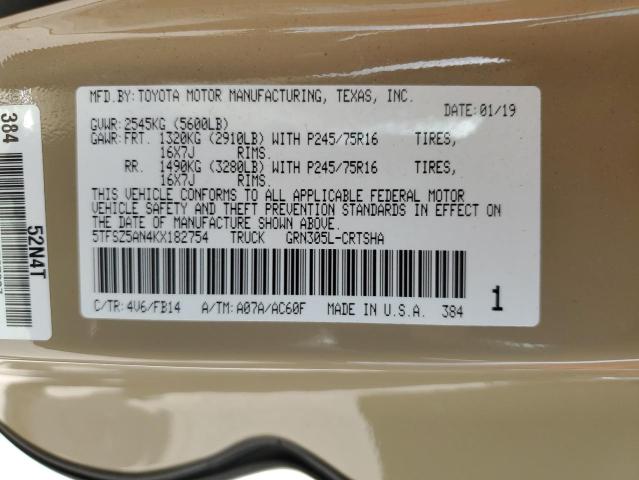 MFD.BY:TOYOTA MOTOR MANUFACTURING, TEXAS, INC.
DATE:01/19
GVWR:2545KG (5600LB)
GAWR:FRT. 1320KG (2910LB) WITH P245/75R16 TIRES,
16X7J RIMS.
RR. 1490KG (3280LB) WITH P245/75R16 TIRES,
16X7J RIMS.
THIS VEHICLE CONFORMS TO ALL APPLICABLE FEDERAL MOTOR
VEHICLE SAFETY AND THEFT PREVENTION STANDARDS IN EFFECT ON
THE DATE OF MANUFACTURE SHOWN ABOVE.
5TFSZ5AN4KX182754 TRUCK GRN305L-CRTSHA
C/TR:4V6/FB14 A/TM:A07A/AC60F MADE IN U.S.A. 384 1
384
52N4T